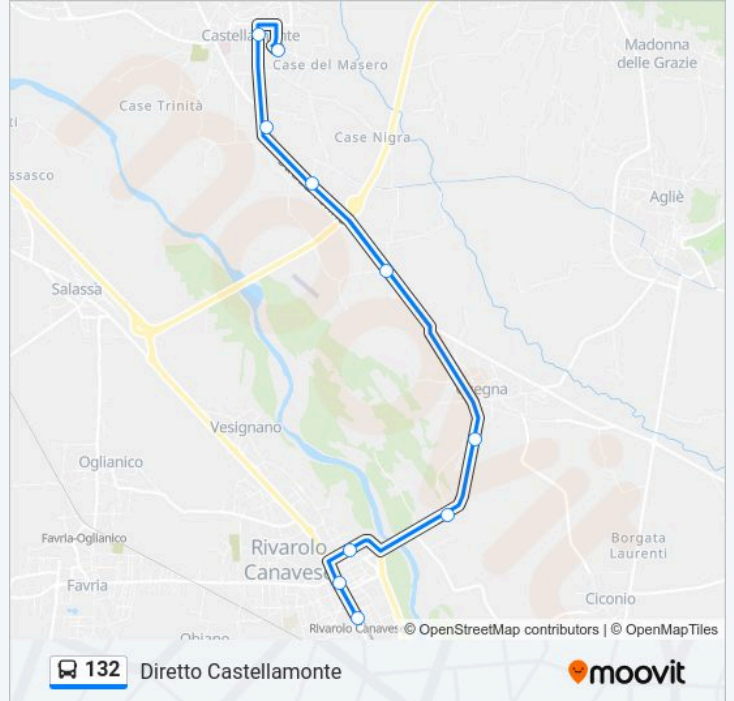 Castellamonte
Case del Masero
Madonna
delle Grazie
Case Trinità
Case Nigra
Agliè
Salassa
Vesignano
Oglianico
Favria-Oglianico
Rivarolo
Canavese
Favria
Borgata
Laurenti
Ciconio
Rivarolo Canaves
© OpenStreetMap contributors | © OpenMapTiles
132 Diretto Castellamonte
moovit